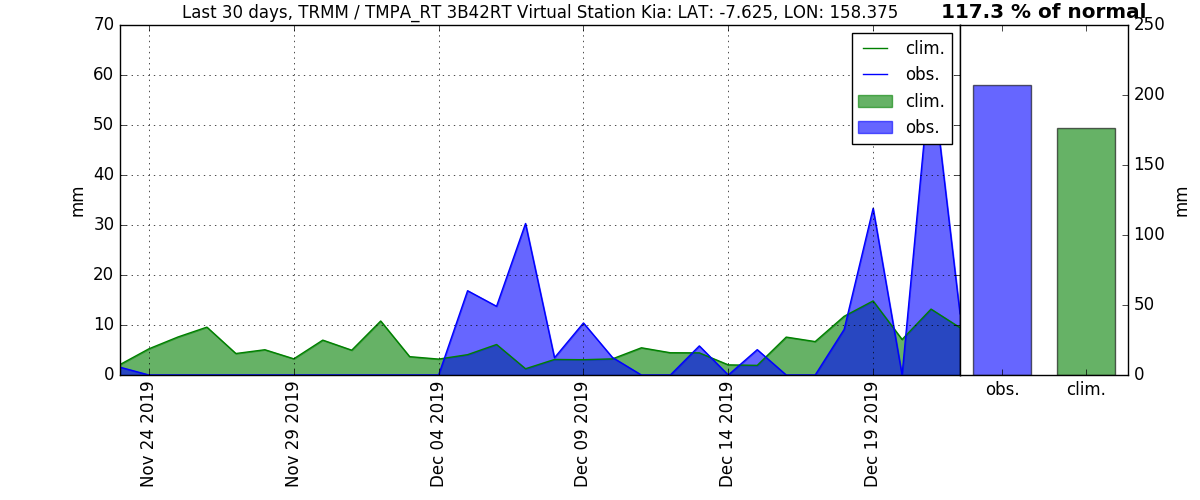 Last 30 days, TRMM / TMPA_RT 3B42RT Virtual Station Kia: LAT: -7.625, LON: 158.375
117.3 % of normal
70
60
50
40
30
20
10
0
mm
clim.
obs.
clim.
obs.
250
200
150
100
50
0
mm
Nov 24 2019
Nov 29 2019
Dec 04 2019
Dec 09 2019
Dec 14 2019
Dec 19 2019
obs.
clim.